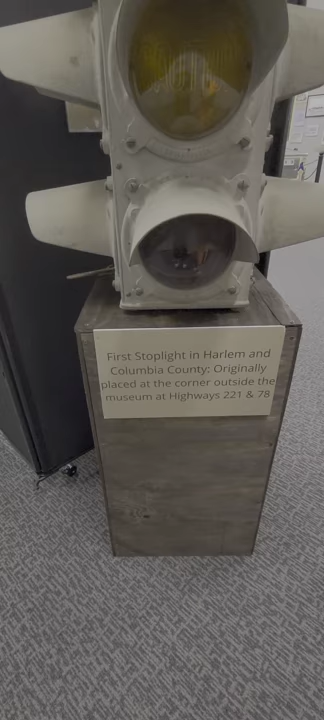 First Stoplight in Harlem and
Columbia County: Originally
placed at the corner outside the
museum at Highways 221 & 78